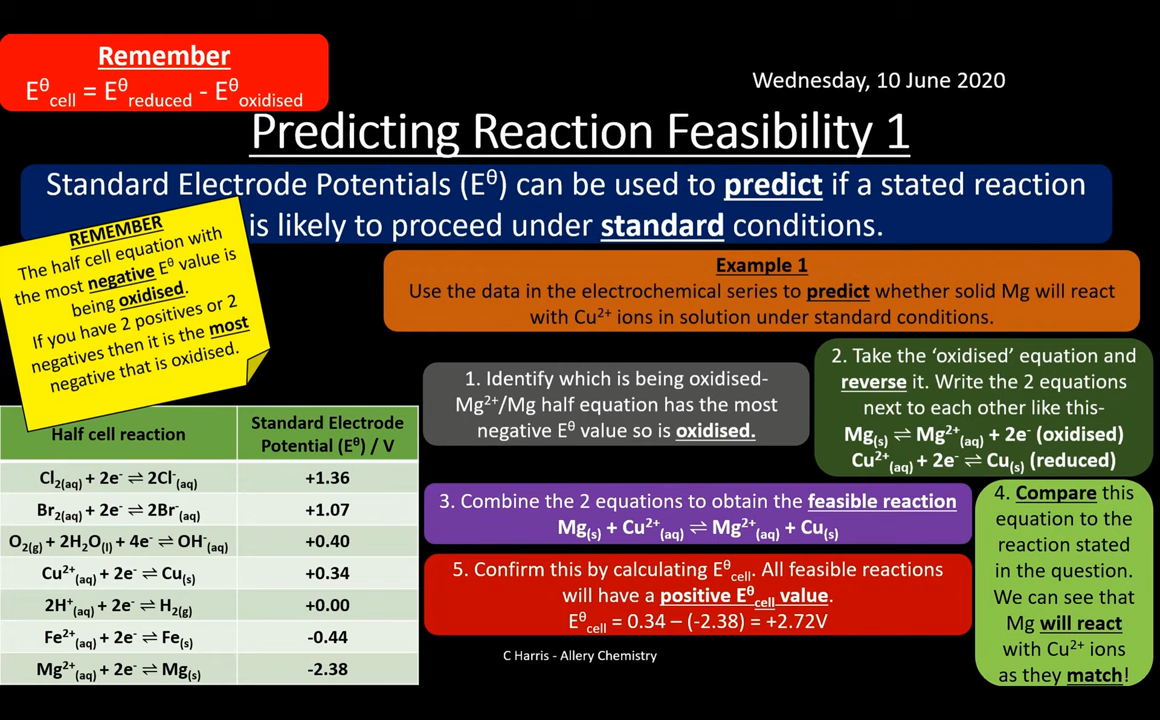 Remember
Eᶿcell = Eᶿreduced - Eᶿoxidised
Wednesday, 10 June 2020
Predicting Reaction Feasibility 1
Standard Electrode Potentials (Eᶿ) can be used to predict if a stated reaction
is likely to proceed under standard conditions.
REMEMBER
The half cell equation with
the most negative Eᶿ value is
being oxidised.
If you have 2 positives or 2
negatives then it is the most
negative that is oxidised.
Example 1
Use the data in the electrochemical series to predict whether solid Mg will react
with Cu²⁺ ions in solution under standard conditions.
1. Identify which is being oxidised-
Mg²⁺/Mg half equation has the most
negative Eᶿ value so is oxidised.
2. Take the ‘oxidised’ equation and
reverse it. Write the 2 equations
next to each other like this-
Mg(s) ⇌ Mg²⁺(aq) + 2e⁻ (oxidised)
Cu²⁺(aq) + 2e⁻ ⇌ Cu(s) (reduced)
3. Combine the 2 equations to obtain the feasible reaction
Mg(s) + Cu²⁺(aq) ⇌ Mg²⁺(aq) + Cu(s)
4. Compare this
equation to the
reaction stated
in the question.
We can see that
Mg will react
with Cu²⁺ ions
as they match!
5. Confirm this by calculating Eᶿcell. All feasible reactions
will have a positive Eᶿcell value.
Eᶿcell = 0.34 – (-2.38) = +2.72V
Half cell reaction
Standard Electrode
Potential (Eᶿ) / V
Cl₂(aq) + 2e⁻ ⇌ 2Cl⁻(aq) +1.36
Br₂(aq) + 2e⁻ ⇌ 2Br⁻(aq) +1.07
O₂(g) + 2H₂O(l) + 4e⁻ ⇌ OH⁻(aq) +0.40
Cu²⁺(aq) + 2e⁻ ⇌ Cu(s) +0.34
2H⁺(aq) + 2e⁻ ⇌ H₂(g) +0.00
Fe²⁺(aq) + 2e⁻ ⇌ Fe(s) -0.44
Mg²⁺(aq) + 2e⁻ ⇌ Mg(s) -2.38
C Harris - Allery Chemistry